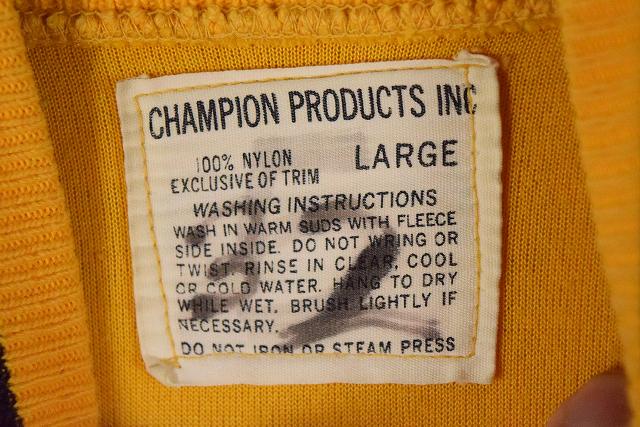 CHAMPION PRODUCTS INC
100% NYLON LARGE
EXCLUSIVE OF TRIM
WASHING INSTRUCTIONS
WASH IN WARM SUDS WITH FLEECE
SIDE INSIDE. DO NOT WRING OR
TWIST. RINSE IN CLEAR, COOL
OR COLD WATER. HANG TO DRY
WHILE WET. BRUSH LIGHTLY IF
NECESSARY.
DO NOT IRON OR STEAM PRESS